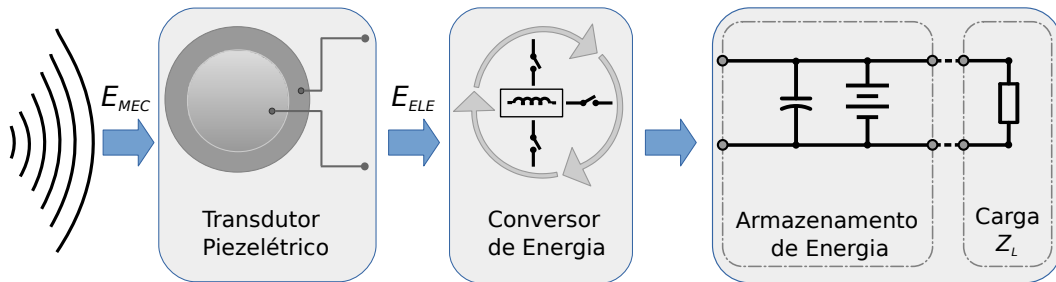 E_MEC
Transdutor
Piezelétrico
E_ELE
Conversor
de Energia
Armazenamento
de Energia
Carga
Z_L